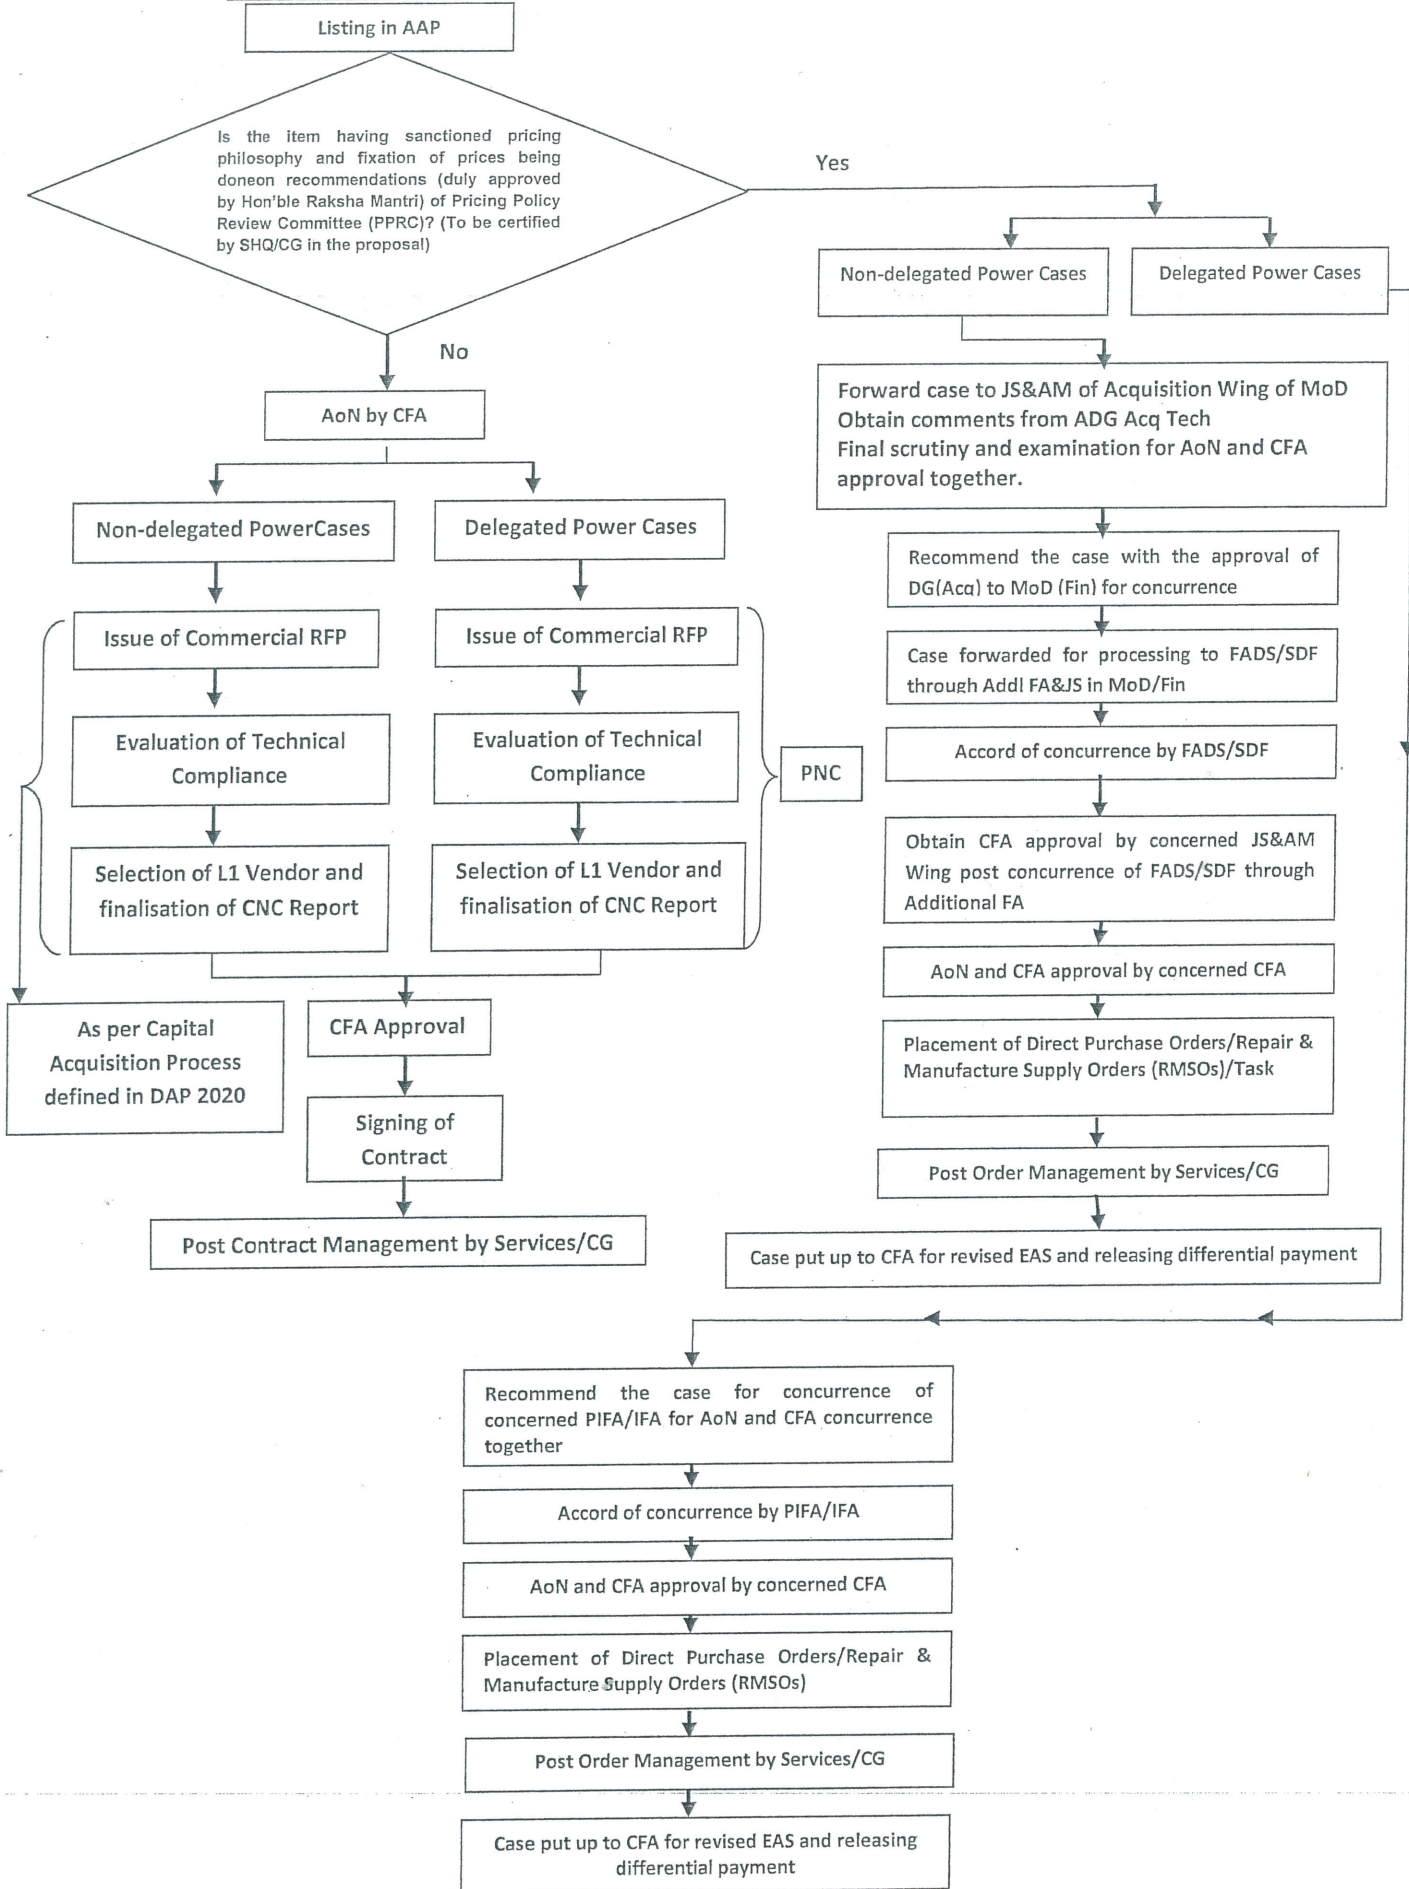 Listing in AAP
Is the item having sanctioned pricing
philosophy and fixation of prices being
doneon recommendations (duly approved
by Hon'ble Raksha Mantri) of Pricing Policy
Review Committee (PPRC)? (To be certified
by SHQ/CG in the proposal)
Yes
No
Non-delegated Power Cases
Delegated Power Cases
AoN by CFA
Non-delegated PowerCases
Delegated Power Cases
Issue of Commercial RFP
Issue of Commercial RFP
Evaluation of Technical
Compliance
Evaluation of Technical
Compliance
PNC
Selection of L1 Vendor and
finalisation of CNC Report
Selection of L1 Vendor and
finalisation of CNC Report
As per Capital
Acquisition Process
defined in DAP 2020
CFA Approval
Signing of
Contract
Post Contract Management by Services/CG
Forward case to JS&AM of Acquisition Wing of MoD
Obtain comments from ADG Acq Tech
Final scrutiny and examination for AoN and CFA
approval together.
Recommend the case with the approval of
DG(Acq) to MoD (Fin) for concurrence
Case forwarded for processing to FADS/SDF
through Addl FA&JS in MoD/Fin
Accord of concurrence by FADS/SDF
Obtain CFA approval by concerned JS&AM
Wing post concurrence of FADS/SDF through
Additional FA
AoN and CFA approval by concerned CFA
Placement of Direct Purchase Orders/Repair &
Manufacture Supply Orders (RMSOs)/Task
Post Order Management by Services/CG
Case put up to CFA for revised EAS and releasing differential payment
Recommend the case for concurrence of
concerned PIFA/IFA for AoN and CFA concurrence
together
Accord of concurrence by PIFA/IFA
AoN and CFA approval by concerned CFA
Placement of Direct Purchase Orders/Repair &
Manufacture Supply Orders (RMSOs)
Post Order Management by Services/CG
Case put up to CFA for revised EAS and releasing
differential payment